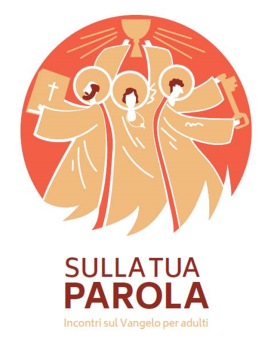 SULLA TUA
PAROLA
Incontri sul Vangelo per adulti